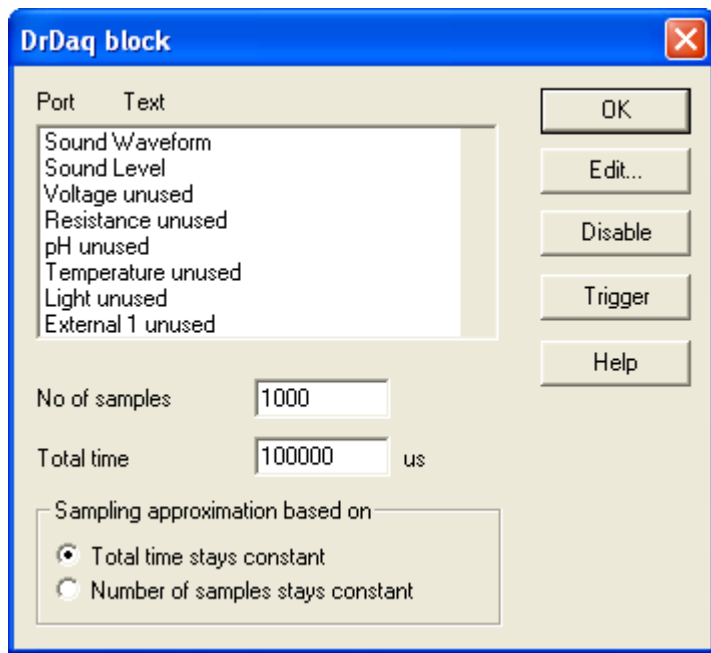 DrDaq block
Port Text
Sound Waveform
Sound Level
Voltage unused
Resistance unused
pH unused
Temperature unused
Light unused
External 1 unused
OK
Edit...
Disable
Trigger
Help
No of samples 1000
Total time 100000 us
Sampling approximation based on
Total time stays constant
Number of samples stays constant